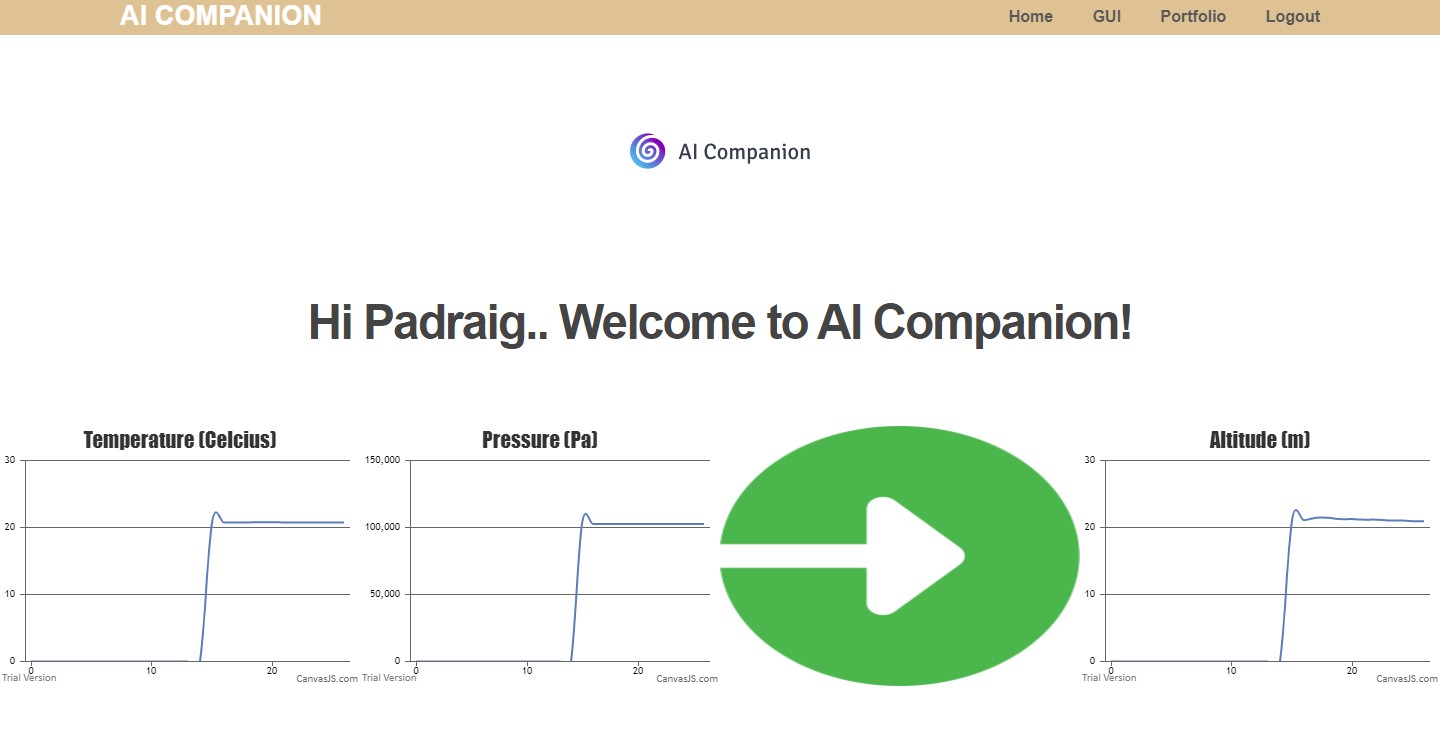 AI COMPANION
Home GUI Portfolio Logout
AI Companion
Hi Padraig.. Welcome to AI Companion!
Temperature (Celcius)
30
20
10
0
0 10 20
Trial Version CanvasJS.com
Pressure (Pa)
150,000
100,000
50,000
0
0 10 20
Trial Version CanvasJS.com
Altitude (m)
30
20
10
0
0 10 20
Trial Version CanvasJS.com